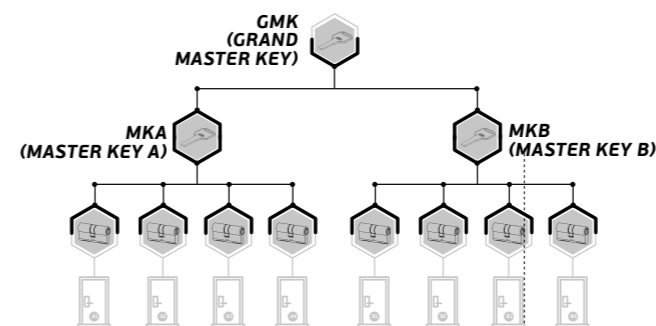 GMK
(GRAND
MASTER KEY)
MKA
(MASTER KEY A)
MKB
(MASTER KEY B)